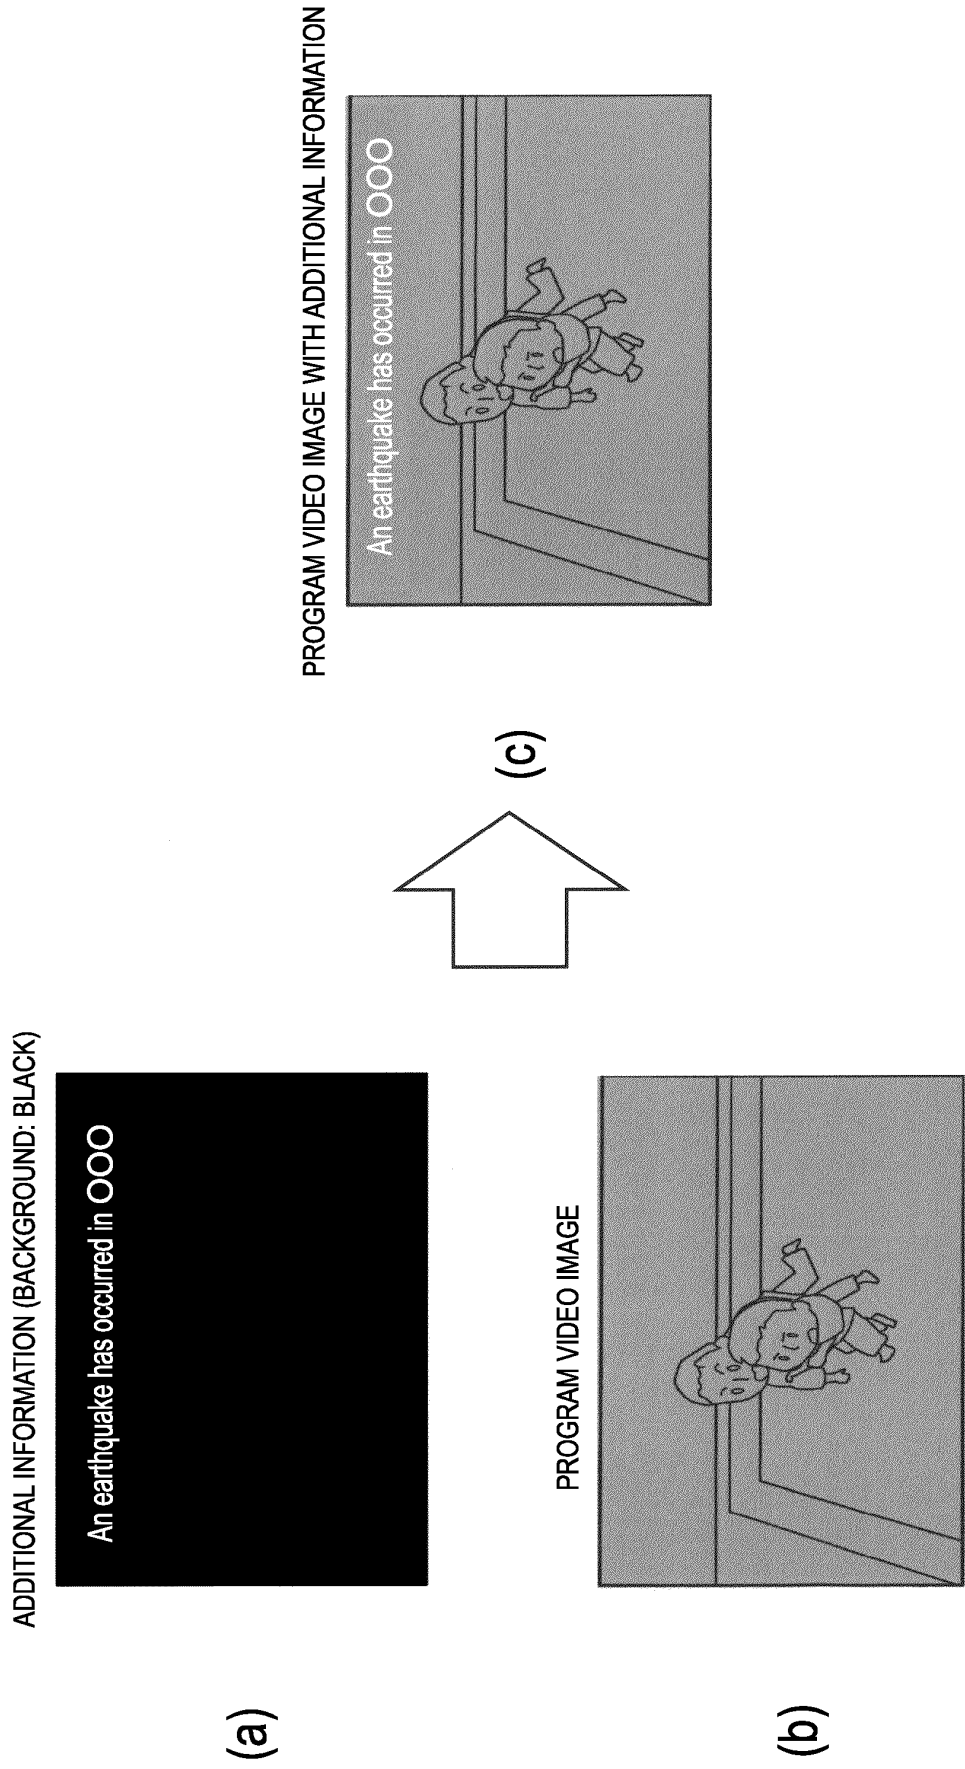 ADDITIONAL INFORMATION (BACKGROUND: BLACK)
(a)
An earthquake has occurred in OOO
PROGRAM VIDEO IMAGE
(b)
PROGRAM VIDEO IMAGE WITH ADDITIONAL INFORMATION
An earthquake has occurred in OOO
(c)